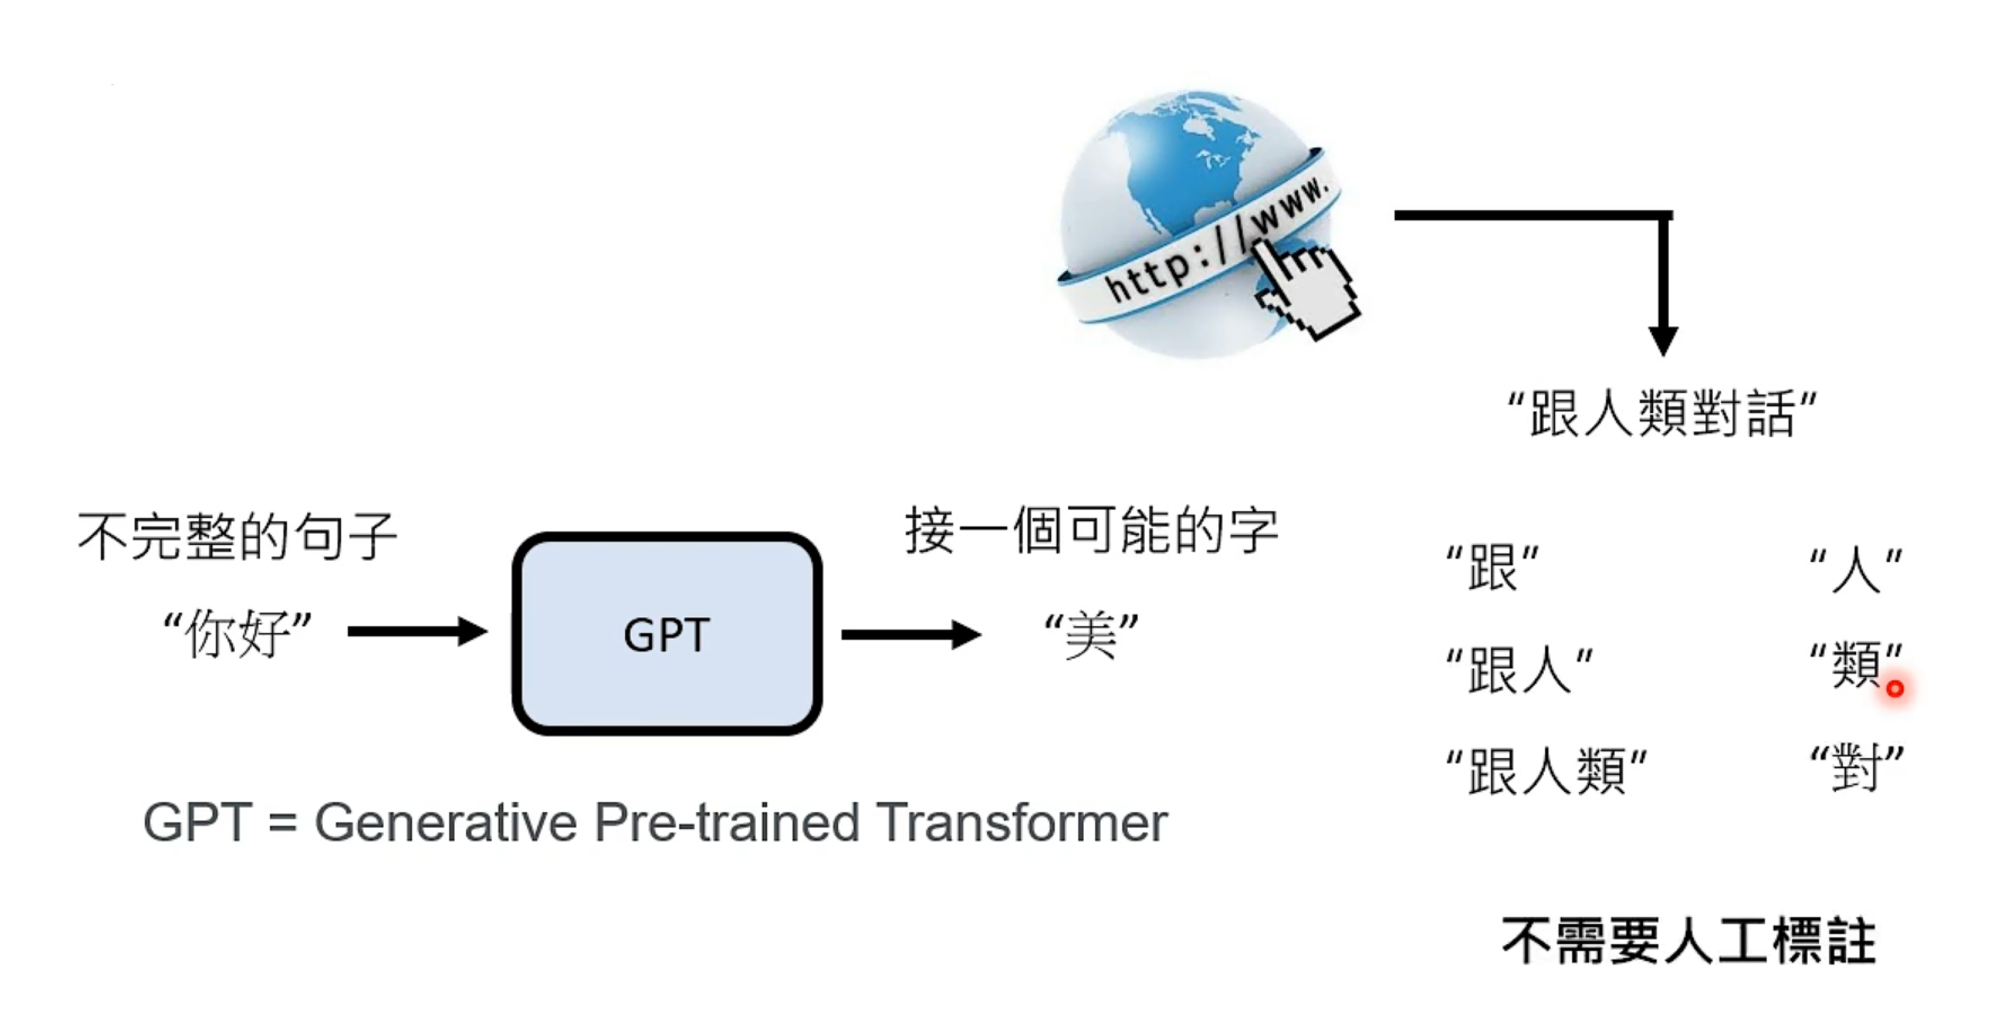 http://www.
“跟人類對話”
不完整的句子
接一個可能的字
“你好”
GPT
“美”
“跟” “人”
“跟人” “類”
“跟人類” “對”
GPT = Generative Pre-trained Transformer
不需要人工標註